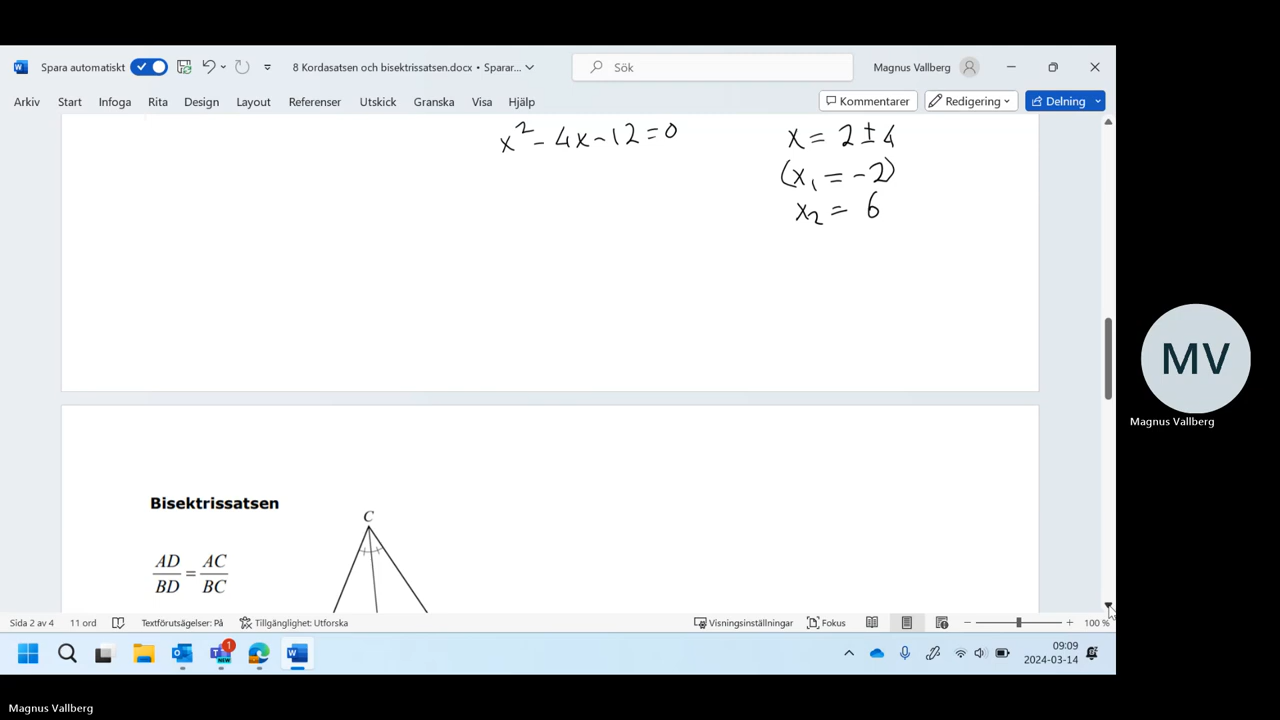 Spara automatiskt
8 Kordasatsen och bisektrissatsen.docx • Sparar...
Sök
Magnus Vallberg
Arkiv Start Infoga Rita Design Layout Referenser Utskick Granska Visa Hjälp
Kommentarer Redigering Delning
x² - 4x - 12 = 0
x = 2 ± 4
(x₁ = -2)
x₂ = 6
MV
Magnus Vallberg
Bisektrissatsen
C
AD/BD = AC/BC
Sida 2 av 4 11 ord Textförutsägelser: På Tillgänglighet: Utforska Visningsinställningar Fokus 100 %
1
NEW
09:09
2024-03-14
Magnus Vallberg